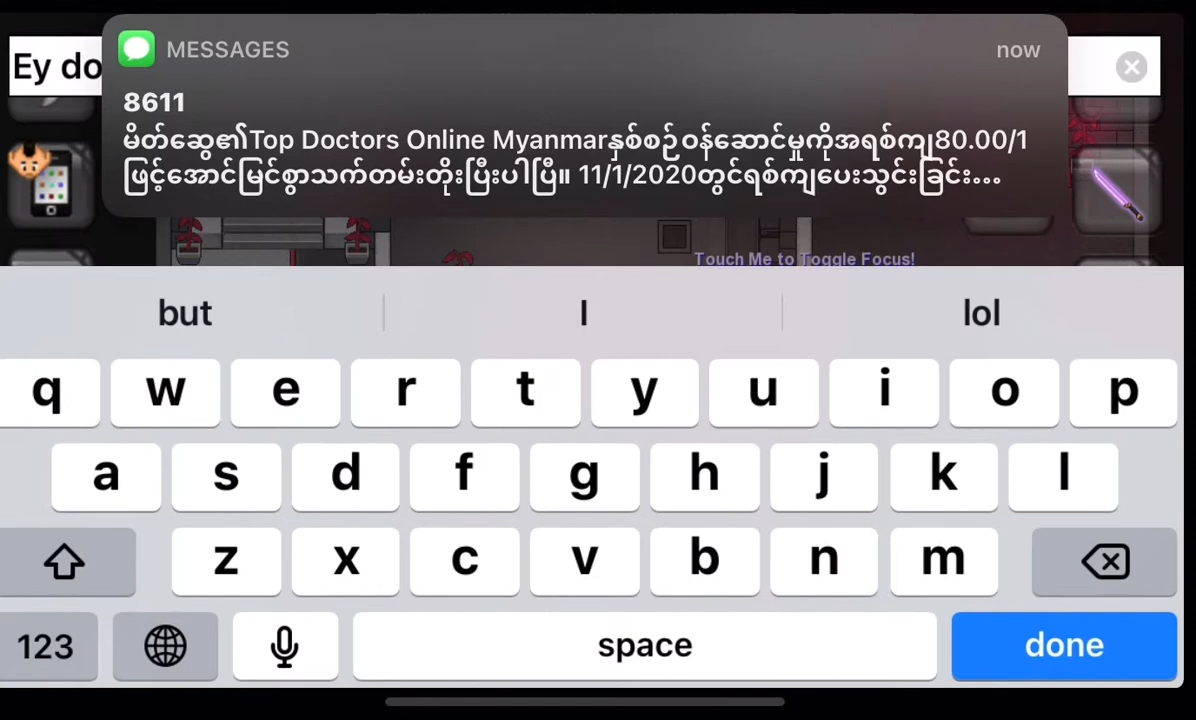 MESSAGES
now
Ey do
8611
မိတ်ဆွေ၏Top Doctors Online Myanmarနှစ်စဉ်ဝန်ဆောင်မှုကိုအရစ်ကျ80.00/1
ဖြင့်အောင်မြင်စွာသက်တမ်းတိုးပြီးပါပြီ။ 11/1/2020တွင်ရစ်ကျပေးသွင်းခြင်း...
Touch Me to Toggle Focus!
but I lol
q w e r t y u i o p
a s d f g h j k l
z x c v b n m
123 space done